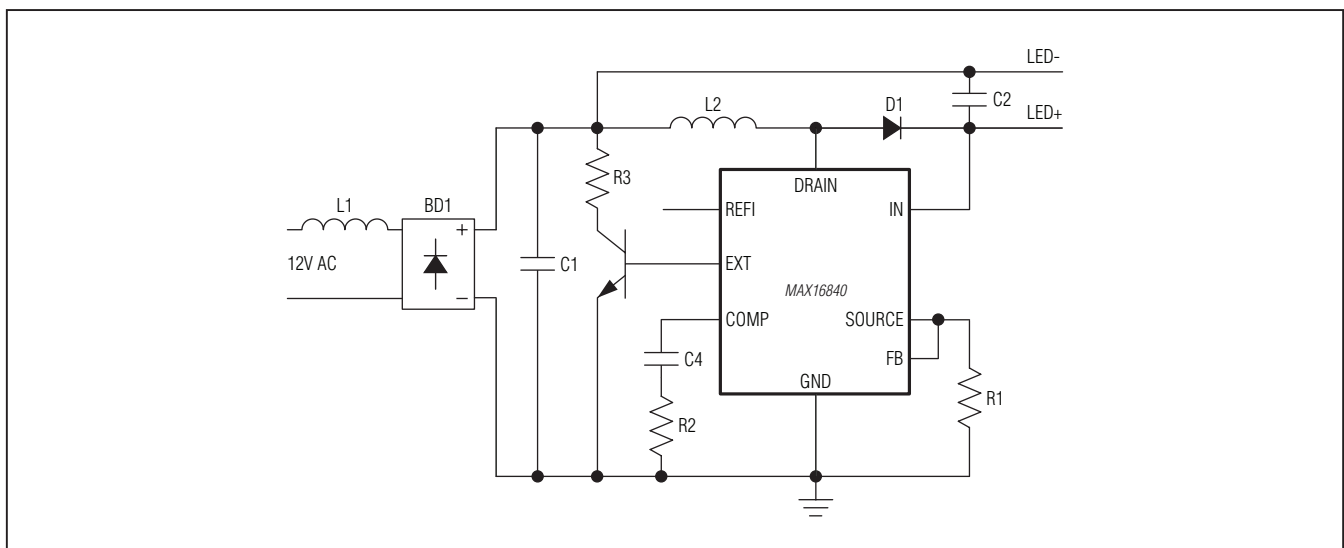 LED-
C2
L2
D1
LED+
R3
DRAIN
REFI
IN
L1
BD1
+
12V AC
C1
EXT
MAX16840
COMP
SOURCE
C4
FB
GND
R2
R1
−